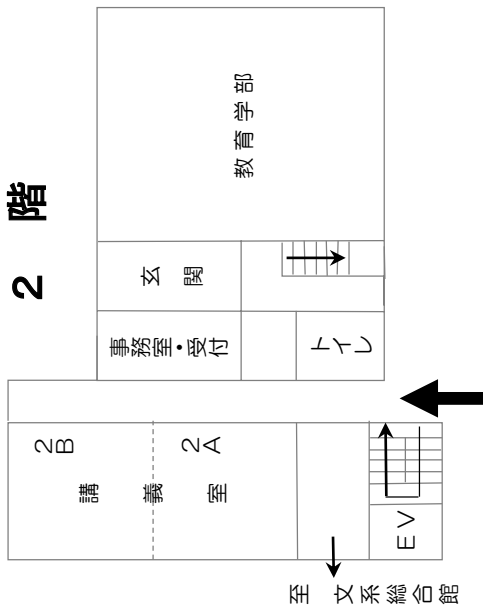 2 階
教育学部
玄 関
事務室・受付
トイレ
2B
2A
講 義 室
EV
至 文系総合館